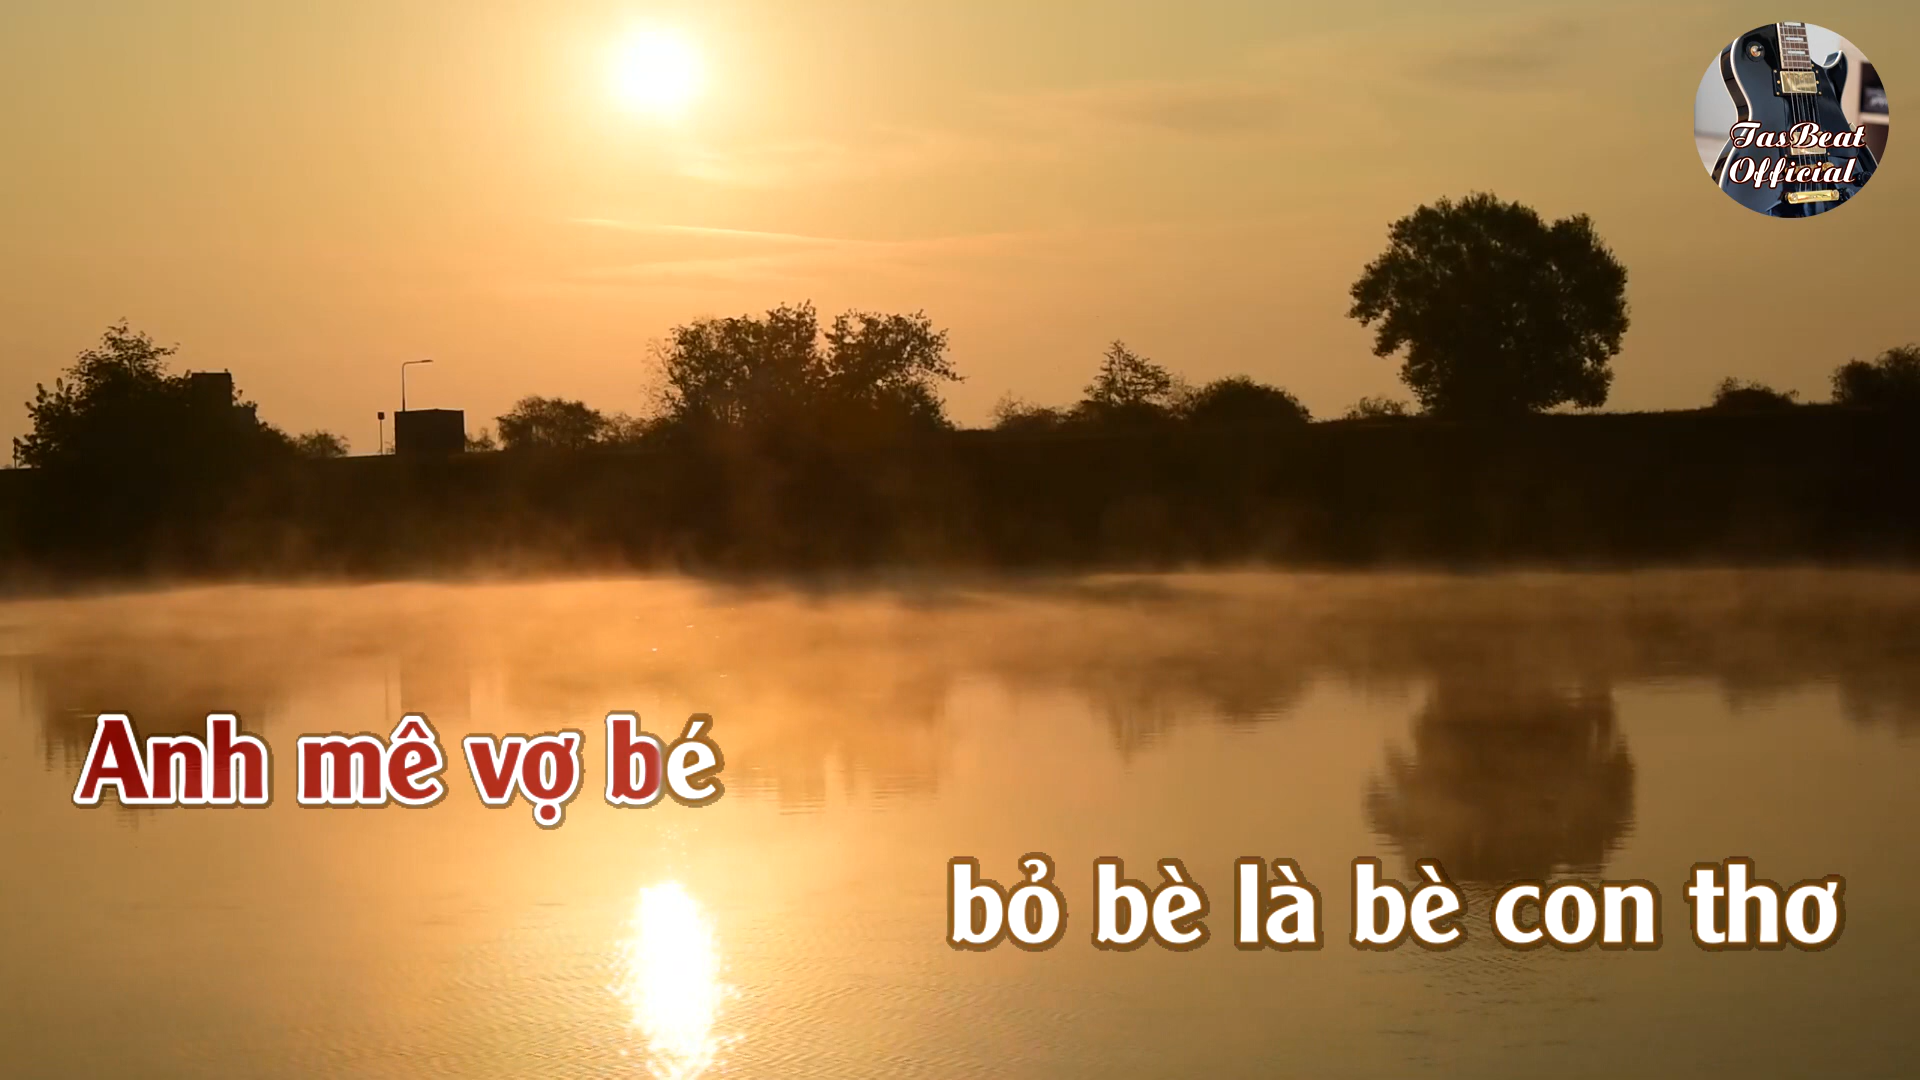 TasBeat
Official
Anh mê vợ bé
bỏ bè là bè con thơ